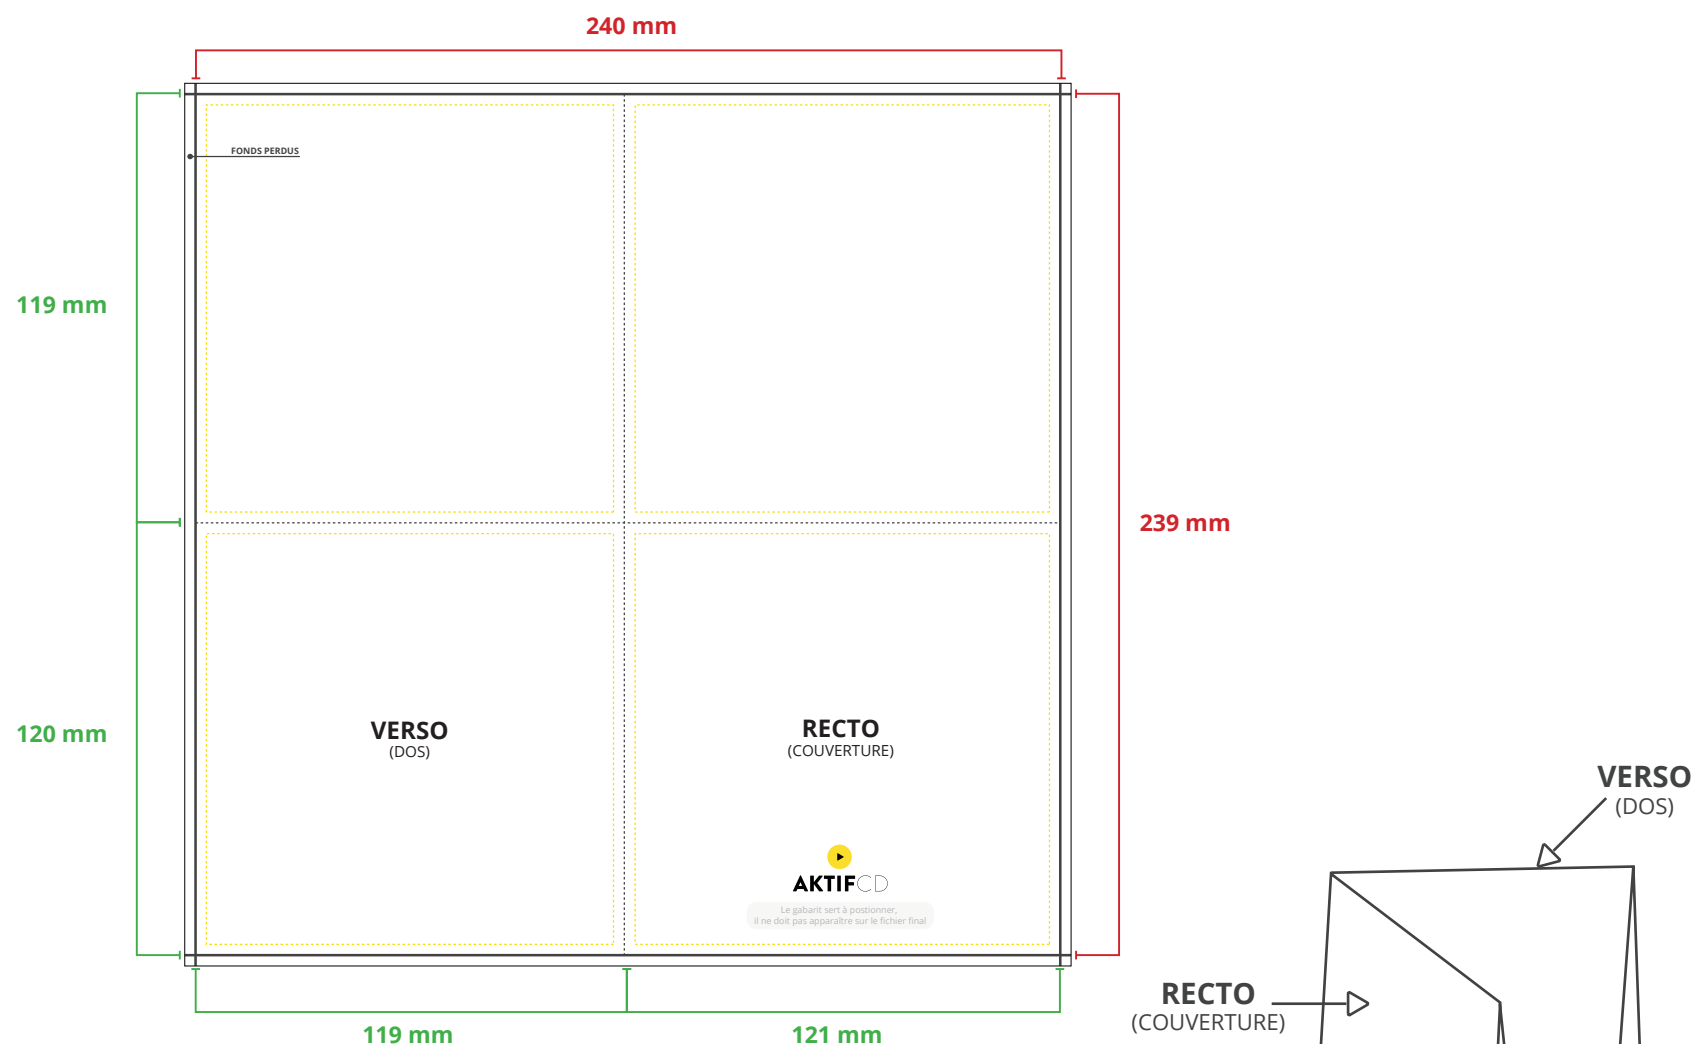 240 mm
FONDS PERDUS
119 mm
239 mm
120 mm
VERSO
(DOS)
RECTO
(COUVERTURE)
AKTIFCD
Le gabarit sert à postionner,
il ne doit pas apparaître sur le fichier final
119 mm
121 mm
VERSO
(DOS)
RECTO
(COUVERTURE)